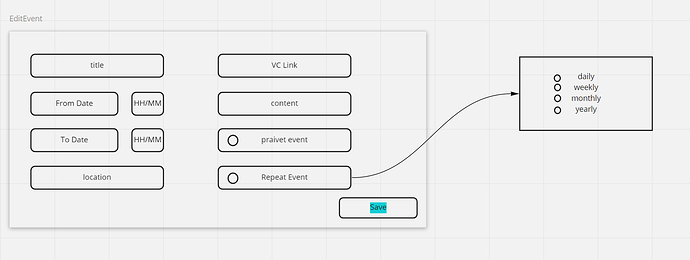 EditEvent
title
From Date
HH/MM
To Date
HH/MM
location
VC Link
content
praivet event
Repeat Event
Save
daily
weekly
monthly
yearly